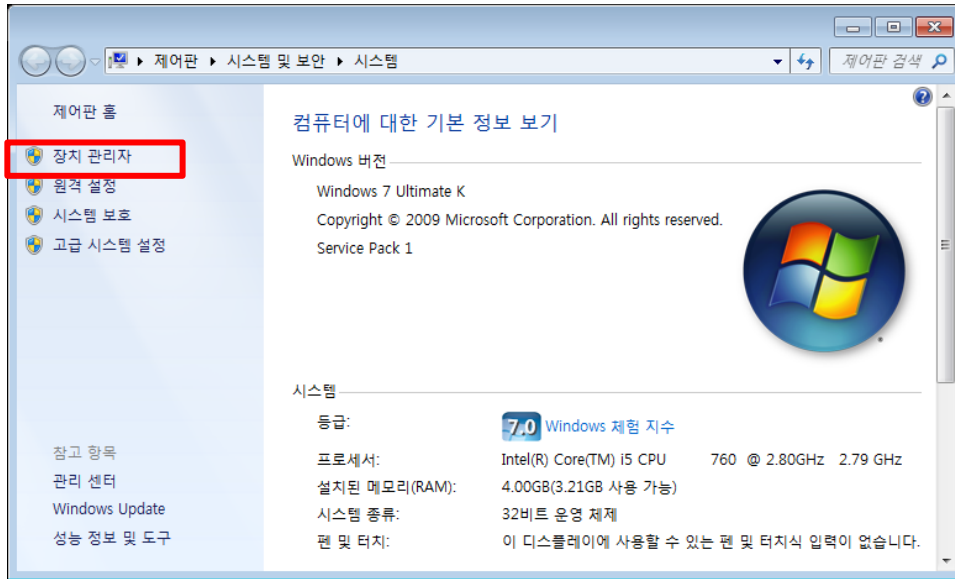 제어판 ▸ 시스템 및 보안 ▸ 시스템
제어판 검색
제어판 홈
장치 관리자
원격 설정
시스템 보호
고급 시스템 설정
참고 항목
관리 센터
Windows Update
성능 정보 및 도구
컴퓨터에 대한 기본 정보 보기
Windows 버전
Windows 7 Ultimate K
Copyright © 2009 Microsoft Corporation. All rights reserved.
Service Pack 1
시스템
등급: 7.0 Windows 체험 지수
프로세서: Intel(R) Core(TM) i5 CPU 760 @ 2.80GHz 2.79 GHz
설치된 메모리(RAM): 4.00GB(3.21GB 사용 가능)
시스템 종류: 32비트 운영 체제
펜 및 터치: 이 디스플레이에 사용할 수 있는 펜 및 터치식 입력이 없습니다.